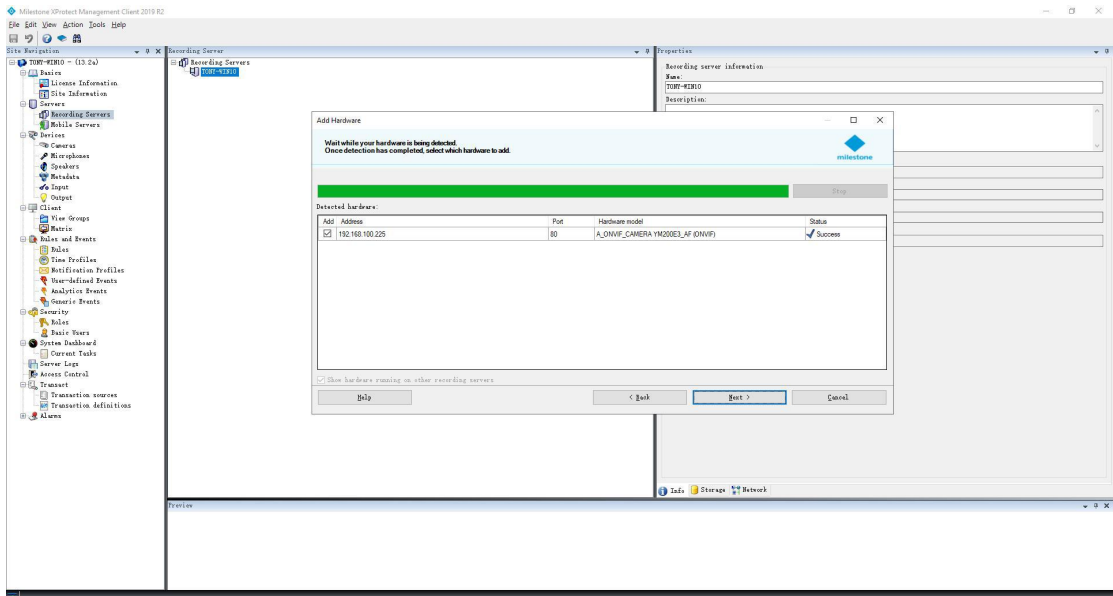 Milestone XProtect Management Client 2019 R2
File Edit View Action Tools Help
Site Navigation
TONY-WIN10 - (13.2a)
Basics
License Information
Site Information
Servers
Recording Servers
Mobile Servers
Devices
Cameras
Microphones
Speakers
Metadata
Input
Output
Client
View Groups
Matrix
Rules and Events
Rules
Time Profiles
Notification Profiles
User-defined Events
Analytics Events
Generic Events
Security
Roles
Basic Users
System Dashboard
Current Tasks
Server Logs
Access Control
Transact
Transaction sources
Transaction definitions
Alarms
Recording Server
Recording Servers
TONY-WIN10
Properties
Recording server information
Name:
TONY-WIN10
Description:
Add Hardware
Wait while your hardware is being detected.
Once detection has completed, select which hardware to add.
milestone
Stop
Detected hardware:
Add Address Port Hardware model Status
192.168.100.225 80 A_ONVIF_CAMERA YM200E3_AF (ONVIF) Success
Show hardware running on other recording servers
Help < Back Next > Cancel
Info Storage Network
Preview